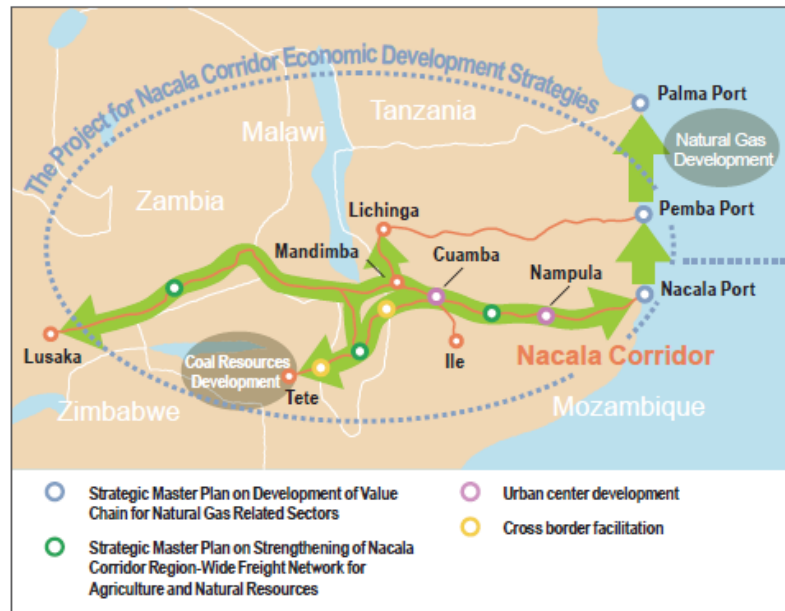 The Project for Nacala Corridor Economic Development Strategies
Palma Port
Tanzania
Natural Gas
Development
Malawi
Zambia
Lichinga
Pemba Port
Mandimba
Cuamba
Nampula
Nacala Port
Lusaka
Coal Resources
Development
Ile
Nacala Corridor
Tete
Zimbabwe
Mozambique
Strategic Master Plan on Development of Value
Chain for Natural Gas Related Sectors
Strategic Master Plan on Strengthening of Nacala
Corridor Region-Wide Freight Network for
Agriculture and Natural Resources
Urban center development
Cross border facilitation